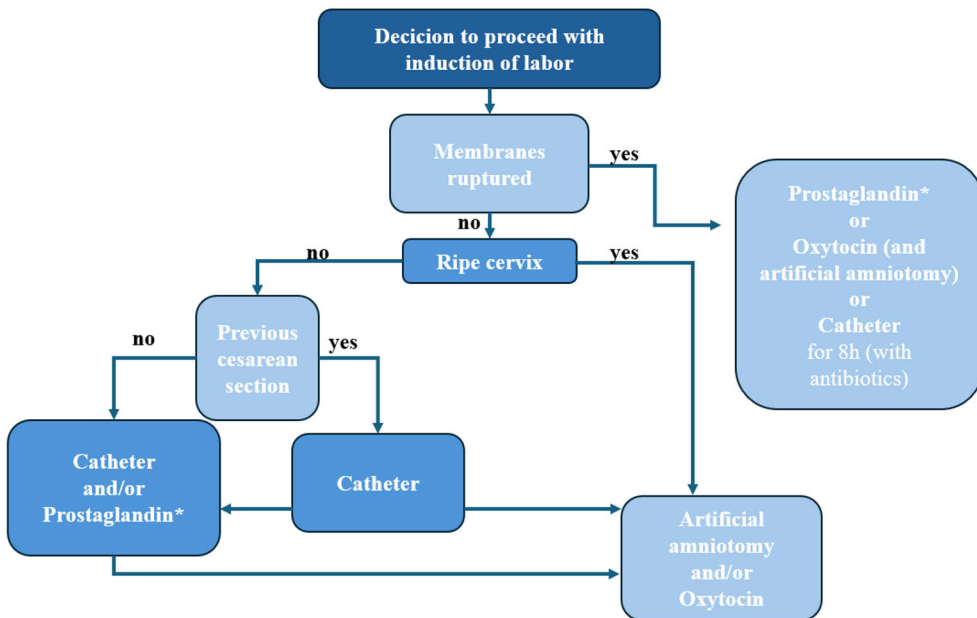 Decicion to proceed with
induction of labor
Membranes
ruptured
yes
no
Prostaglandin*
or
Oxytocin (and
artificial amniotomy)
or
Catheter
for 8h (with
antibiotics)
no
Ripe cervix
yes
no
Previous
cesarean
section
yes
Catheter
and/or
Prostaglandin*
Catheter
Artificial
amniotomy
and/or
Oxytocin